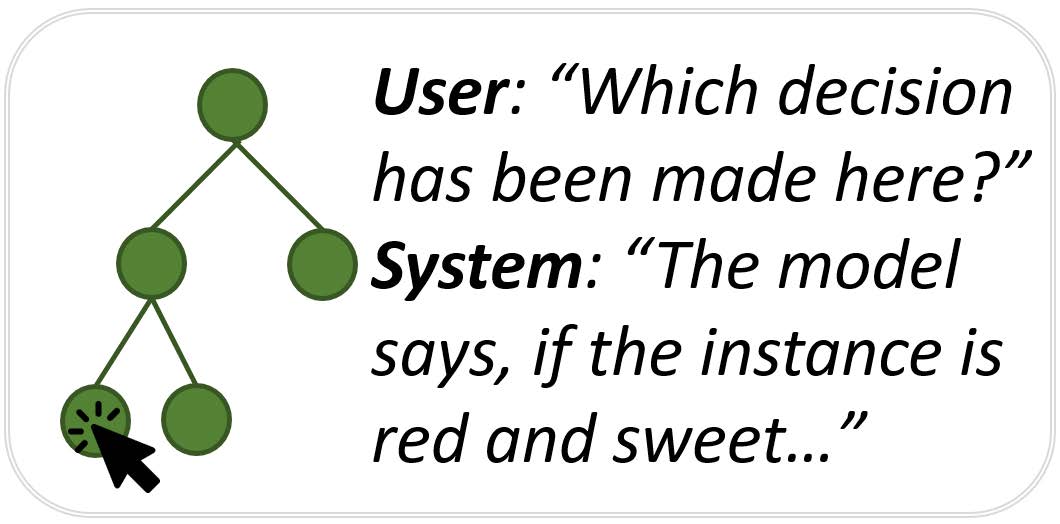 User: “Which decision
has been made here?”
System: “The model
says, if the instance is
red and sweet…”